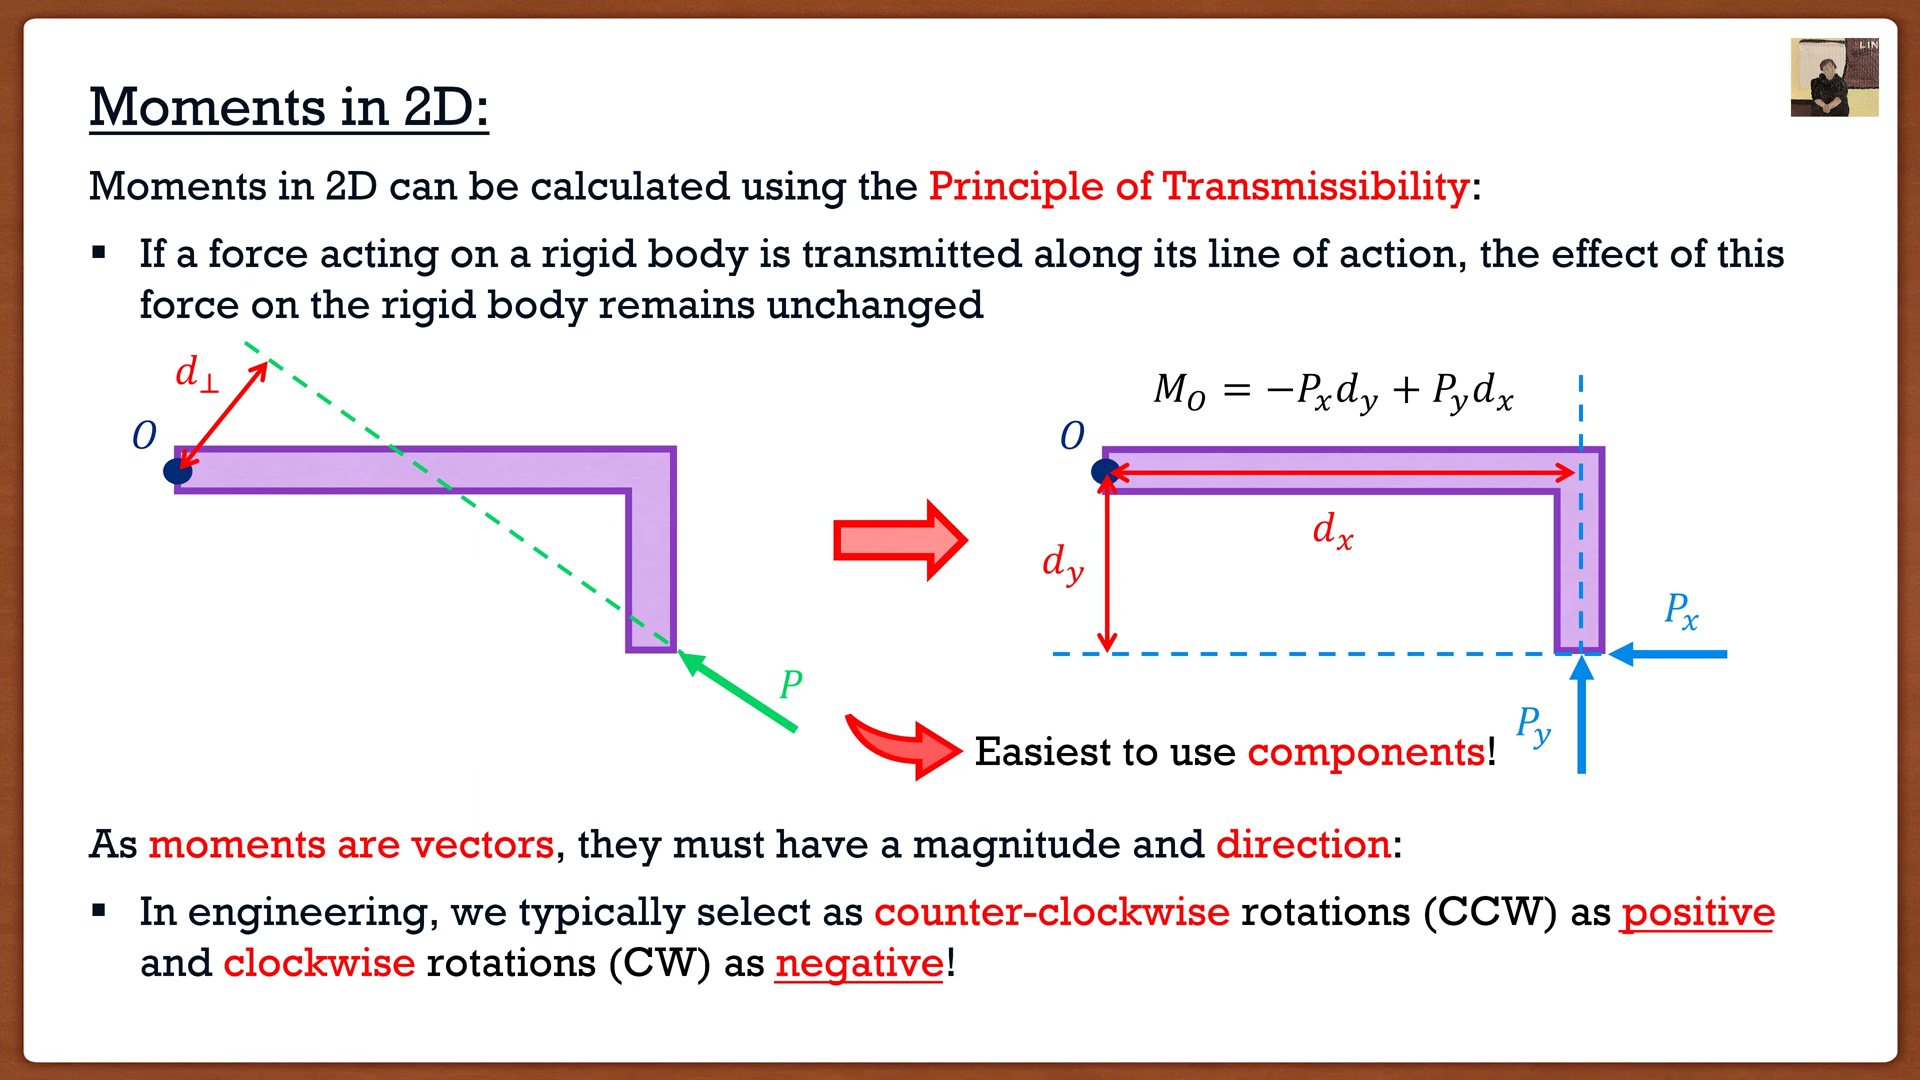 LIN
Moments in 2D:
Moments in 2D can be calculated using the Principle of Transmissibility:
▪ If a force acting on a rigid body is transmitted along its line of action, the effect of this
force on the rigid body remains unchanged
d⊥
O
P
M_O = −P_x d_y + P_y d_x
O
d_x
d_y
P_x
P_y
Easiest to use components!
As moments are vectors, they must have a magnitude and direction:
▪ In engineering, we typically select as counter-clockwise rotations (CCW) as positive
and clockwise rotations (CW) as negative!